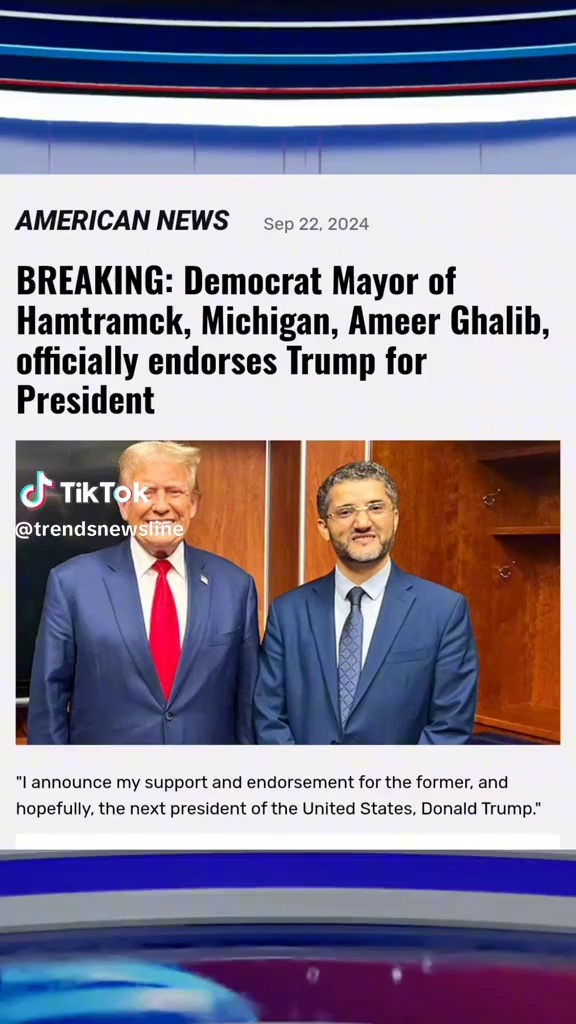 AMERICAN NEWS
Sep 22, 2024
BREAKING: Democrat Mayor of
Hamtramck, Michigan, Ameer Ghalib,
officially endorses Trump for
President
TikTok
@trendsnewsline
"I announce my support and endorsement for the former, and
hopefully, the next president of the United States, Donald Trump."